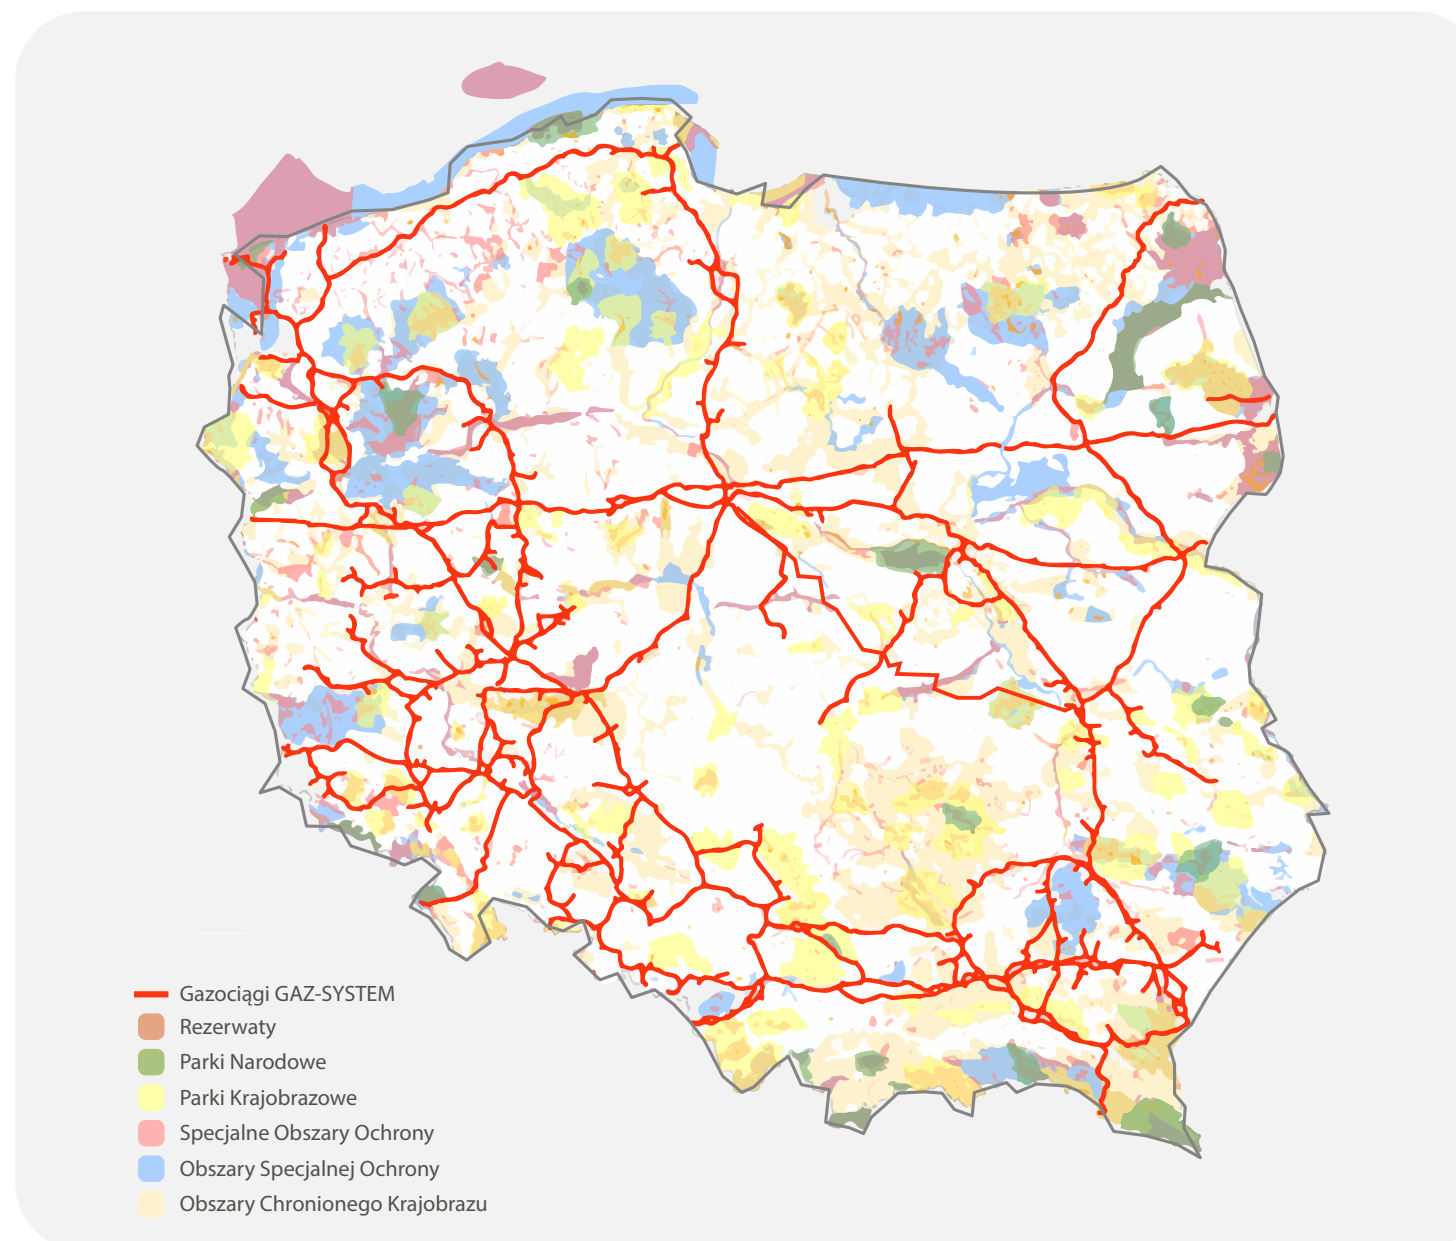 Gazociągi GAZ-SYSTEM
Rezerwaty
Parki Narodowe
Parki Krajobrazowe
Specjalne Obszary Ochrony
Obszary Specjalnej Ochrony
Obszary Chronionego Krajobrazu